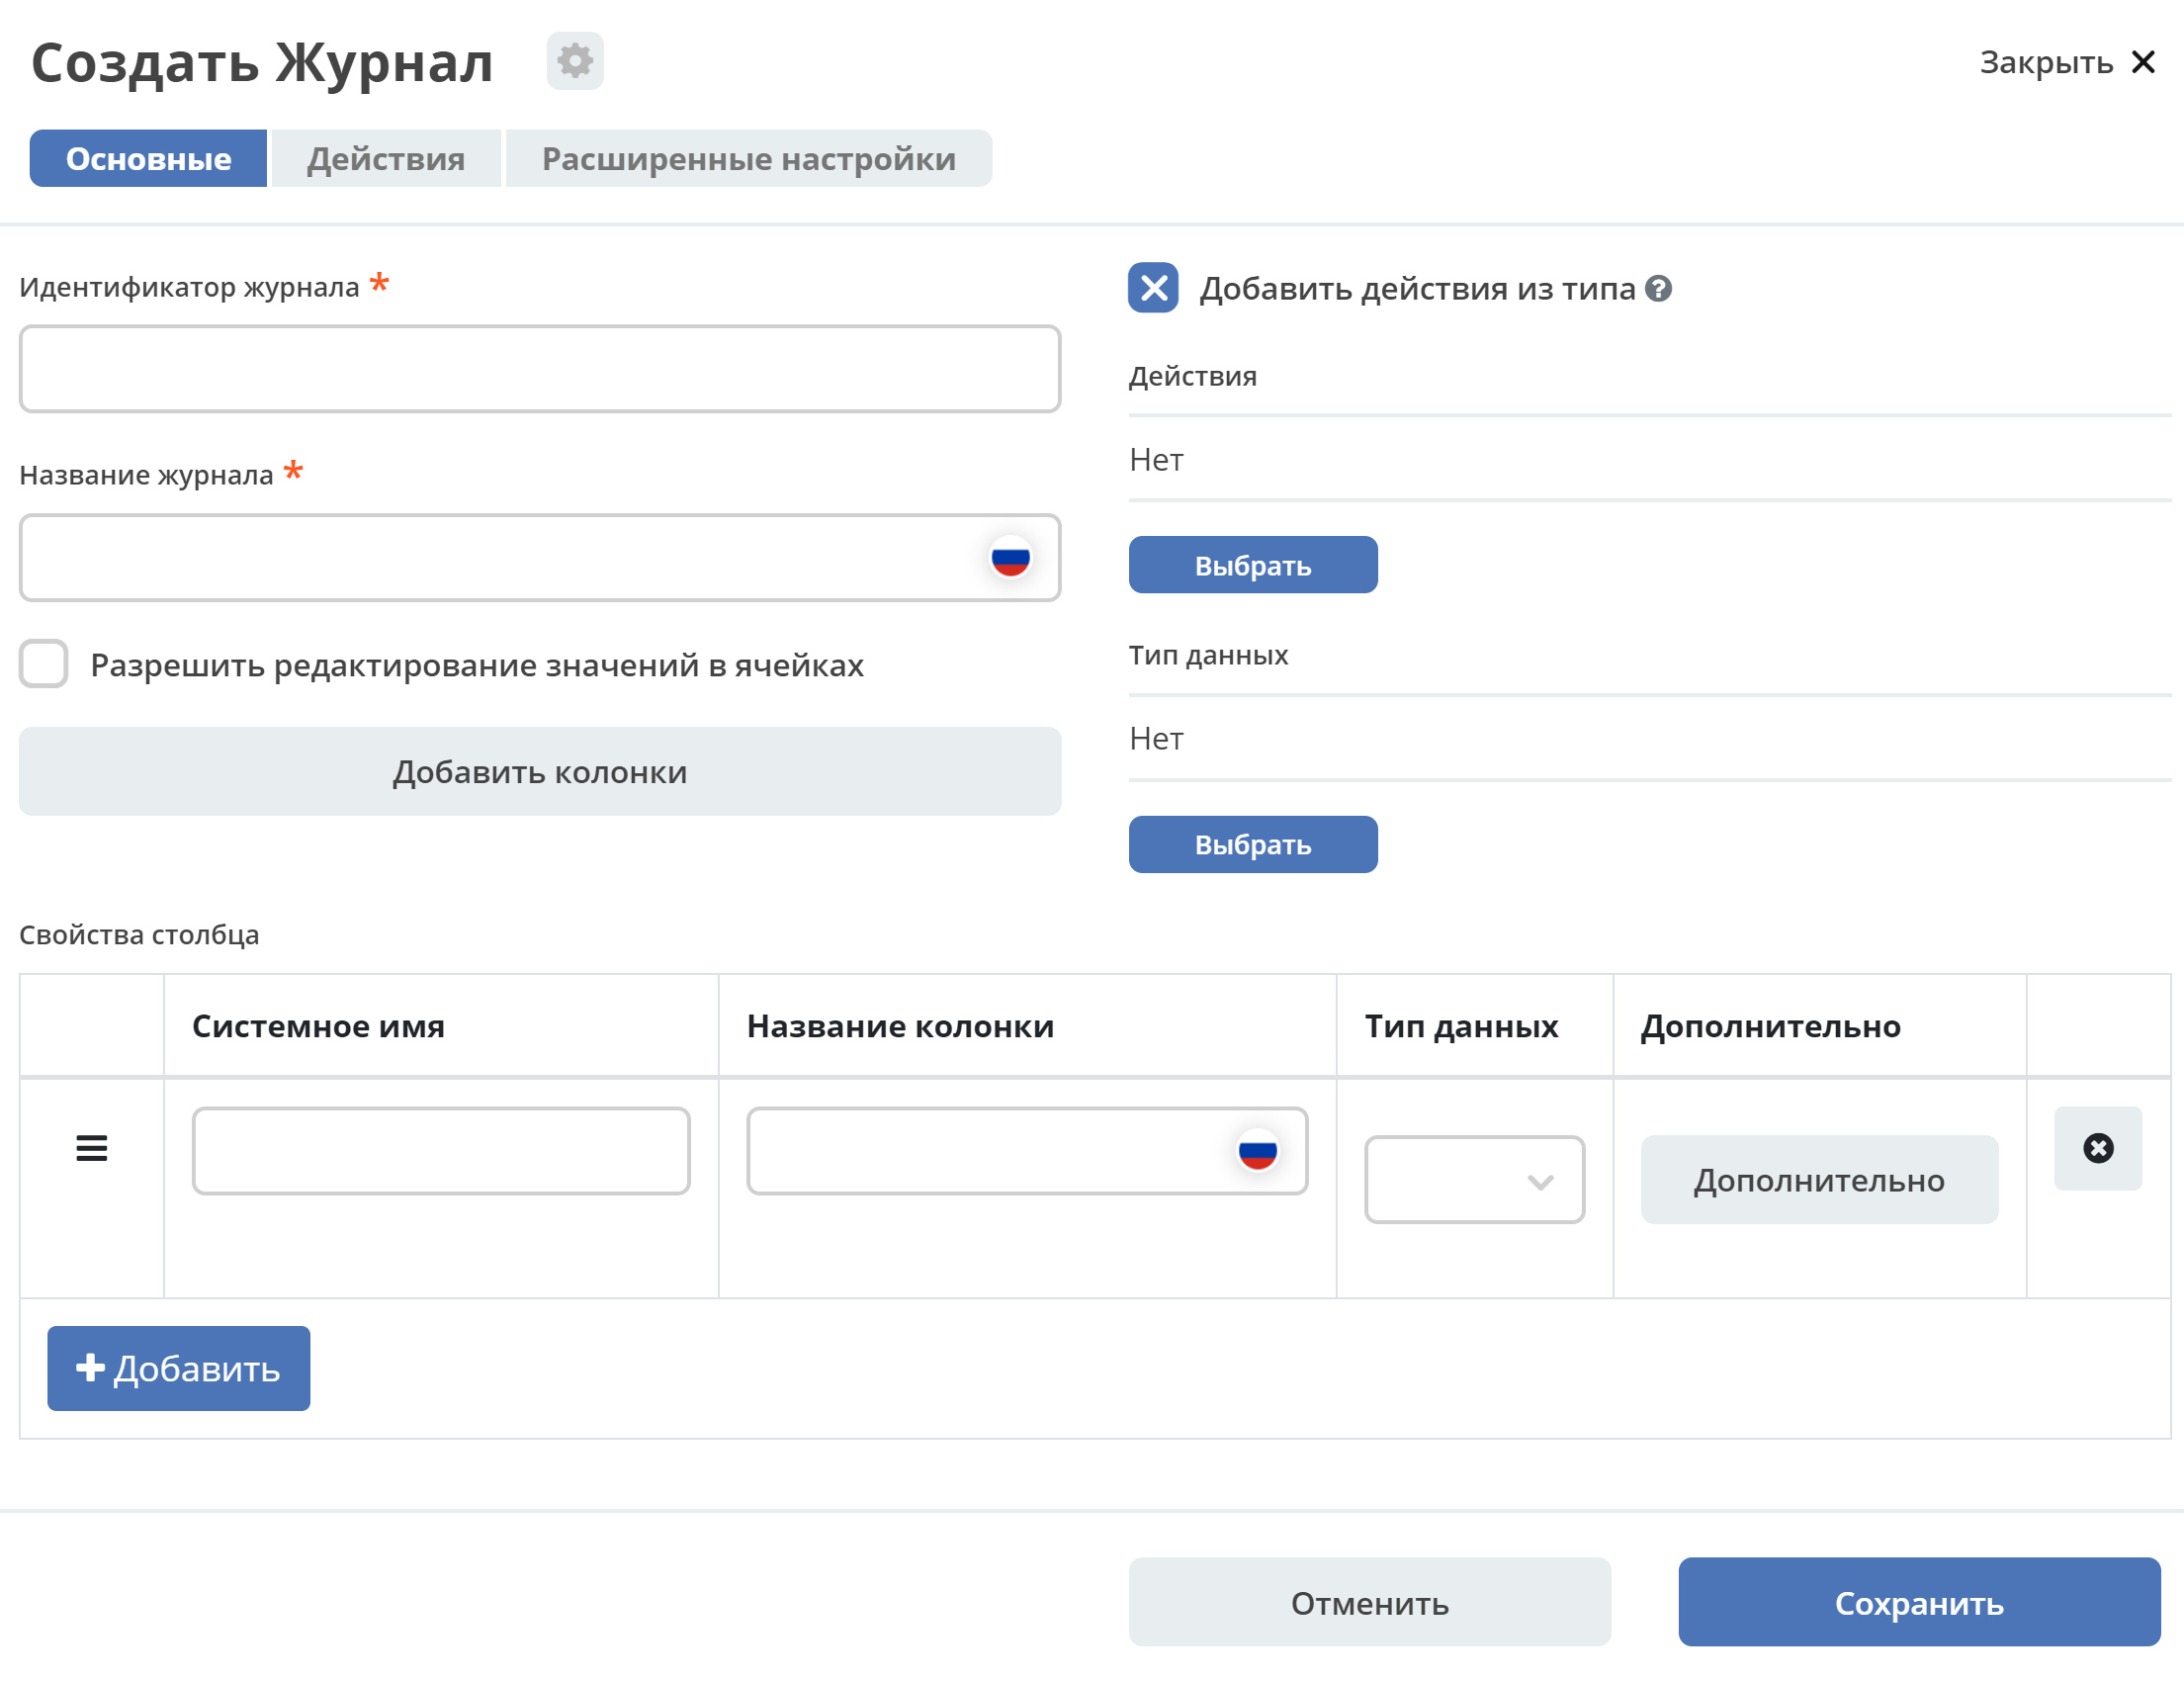 Создать Журнал
Закрыть
Основные
Действия
Расширенные настройки
Идентификатор журнала *
Название журнала *
Разрешить редактирование значений в ячейках
Добавить колонки
Добавить действия из типа
Действия
Нет
Выбрать
Тип данных
Нет
Выбрать
Свойства столбца
Системное имя
Название колонки
Тип данных
Дополнительно
Дополнительно
Добавить
Отменить
Сохранить